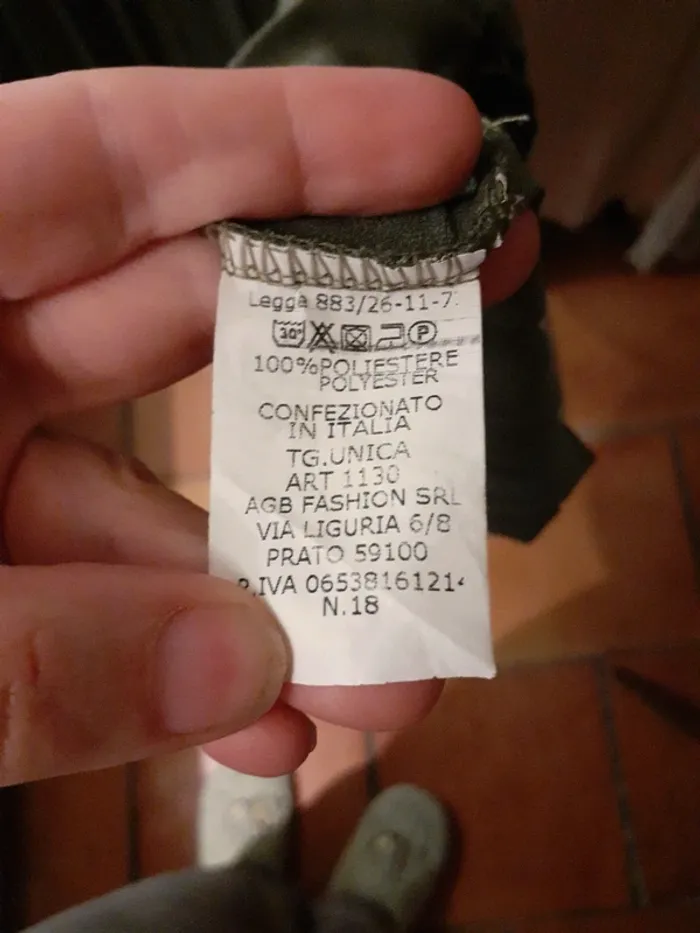 Legge 883/26-11-7
30°
P
100%POLIESTERE
POLYESTER
CONFEZIONATO
IN ITALIA
TG.UNICA
ART 1130
AGB FASHION SRL
VIA LIGURIA 6/8
PRATO 59100
P.IVA 0653816121
N.18